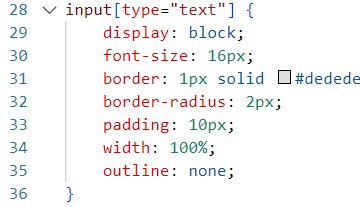 28 input[type="text"] {
29 display: block;
30 font-size: 16px;
31 border: 1px solid #dedede
32 border-radius: 2px;
33 padding: 10px;
34 width: 100%;
35 outline: none;
36 }